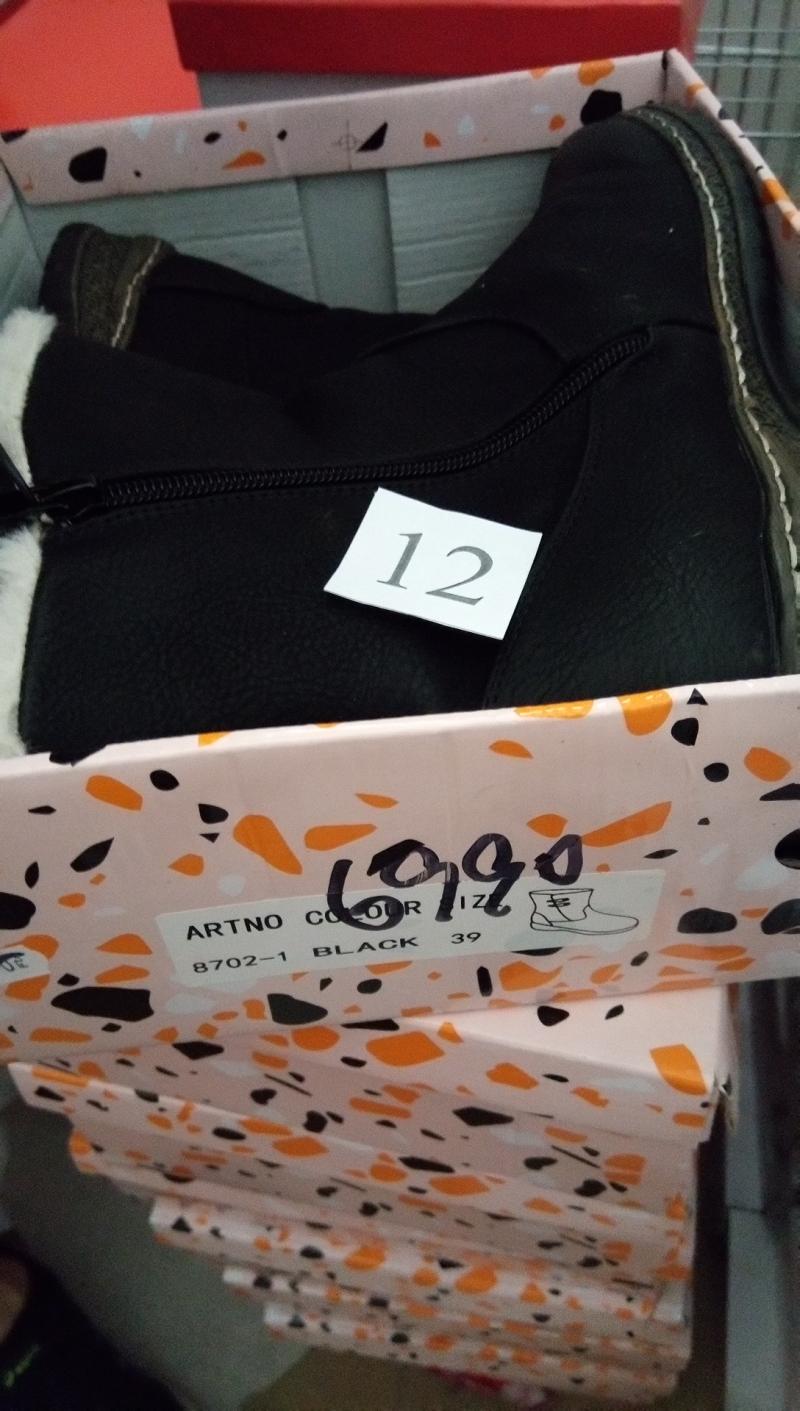 12
6990
ARTNO COLOUR SIZE
8702-1 BLACK 39